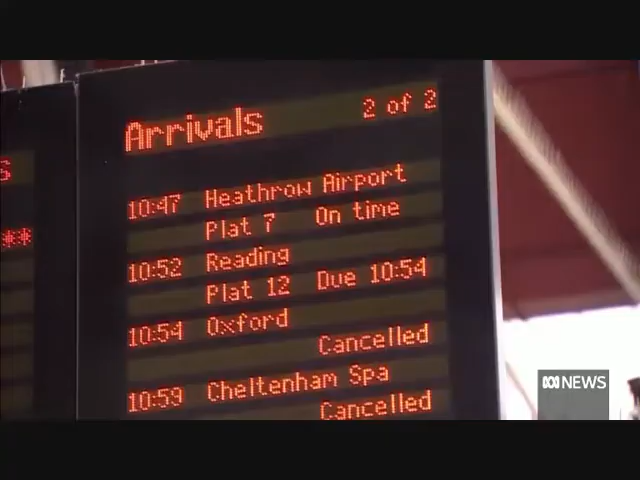 Arrivals 2 of 2
10:47 Heathrow Airport
Plat 7 On time
10:52 Reading
Plat 12 Due 10:54
10:54 Oxford
Cancelled
10:59 Cheltenham Spa
Cancelled
S
**
NEWS